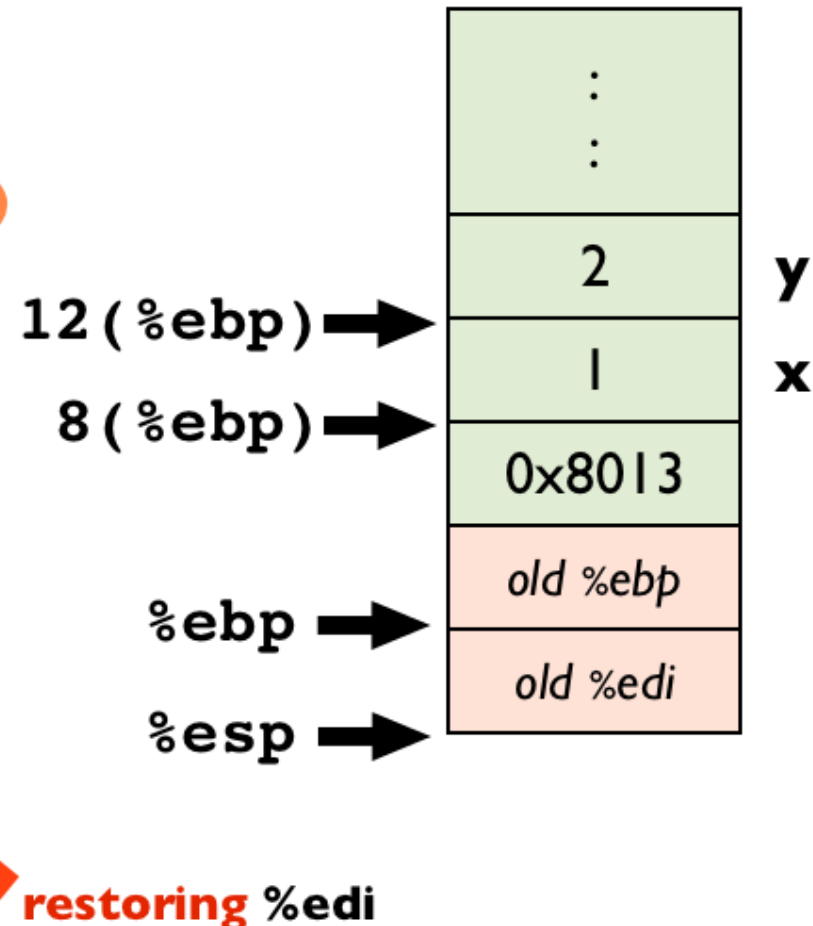 :
:
2 y
12(%ebp)
1 x
8(%ebp)
0x8013
old %ebp
%ebp
old %edi
%esp
restoring %edi